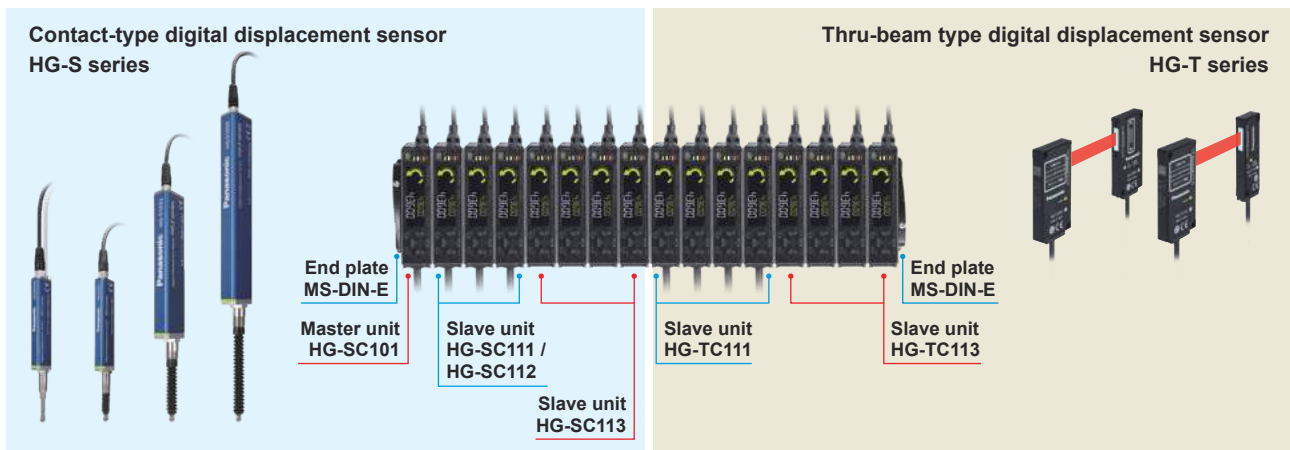 Contact-type digital displacement sensor
HG-S series
Thru-beam type digital displacement sensor
HG-T series
Panasonic
Panasonic
End plate
MS-DIN-E
Master unit
HG-SC101
Slave unit
HG-SC111 /
HG-SC112
Slave unit
HG-SC113
Slave unit
HG-TC111
Slave unit
HG-TC113
End plate
MS-DIN-E